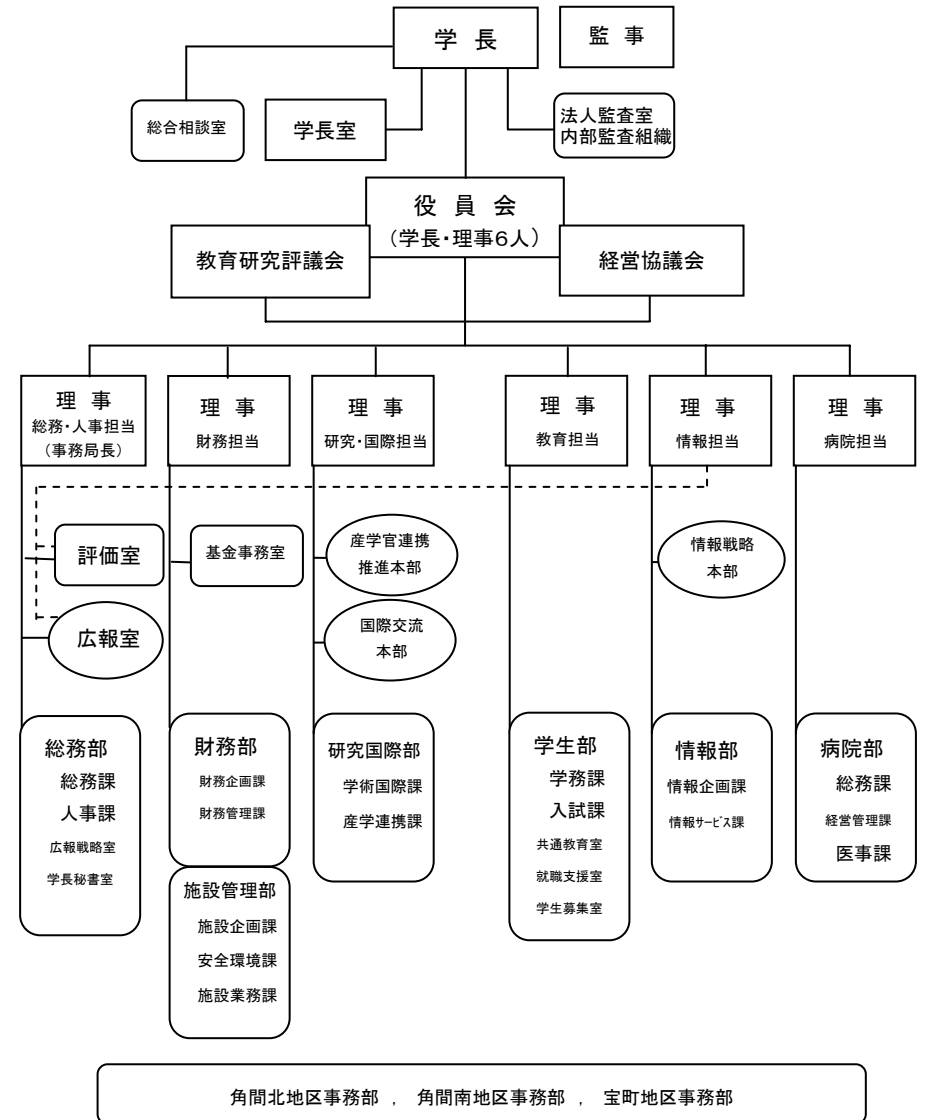 学 長
監 事
総合相談室
学長室
法人監査室
内部監査組織
役 員 会
(学長・理事6人)
教育研究評議会
経営協議会
理 事
総務・人事担当
(事務局長)
理 事
財務担当
理 事
研究・国際担当
理 事
教育担当
理 事
情報担当
理 事
病院担当
評価室
基金事務室
産学官連携
推進本部
情報戦略
本部
広報室
国際交流
本部
総務部
総務課
人事課
広報戦略室
学長秘書室
財務部
財務企画課
財務管理課
施設管理部
施設企画課
安全環境課
施設業務課
研究国際部
学術国際課
産学連携課
学生部
学務課
入試課
共通教育室
就職支援室
学生募集室
情報部
情報企画課
情報サービス課
病院部
総務課
経営管理課
医事課
角間北地区事務部 , 角間南地区事務部 , 宝町地区事務部